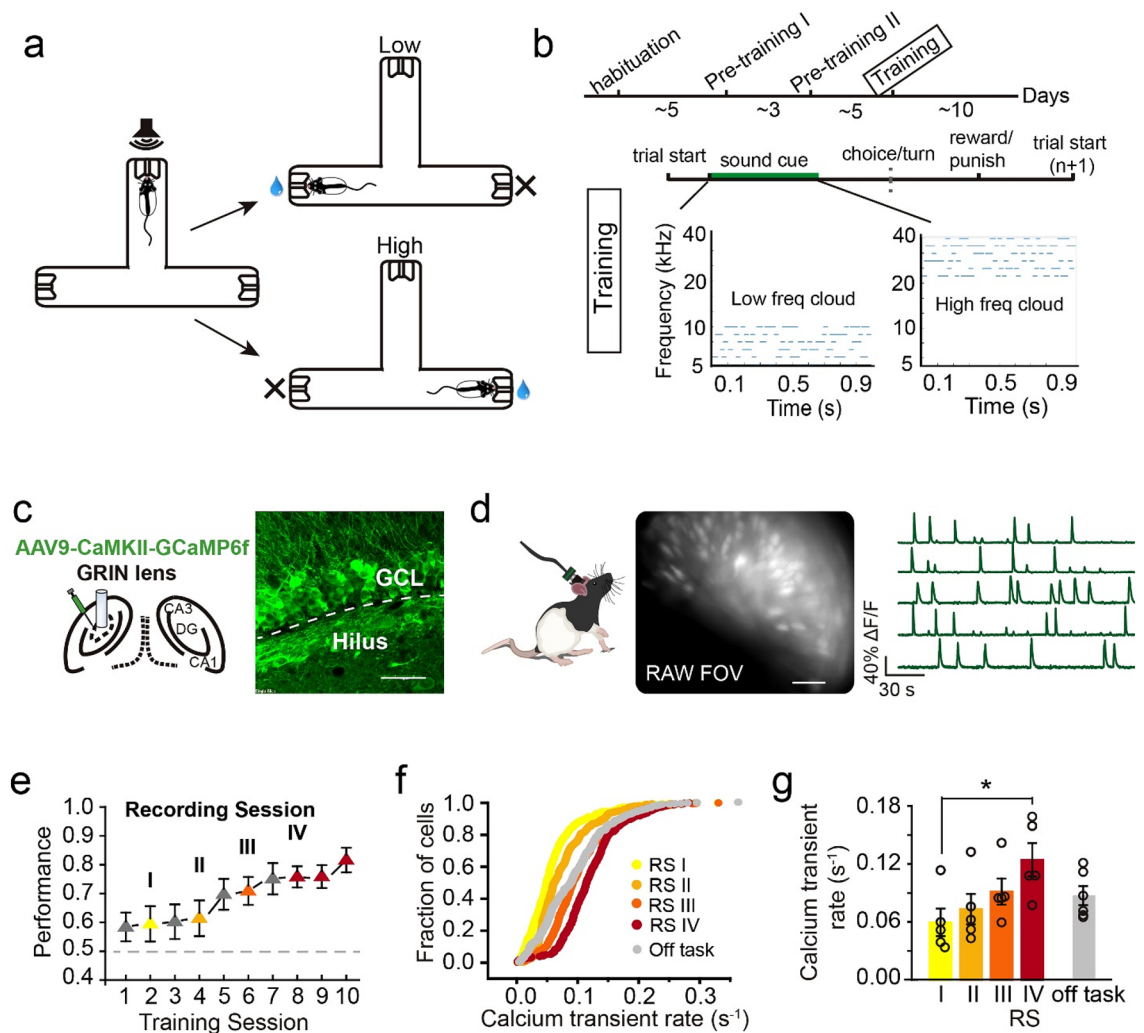 a
Low
High
b
habituation
Pre-training I
Pre-training II
Training
~5
~3
~5
~10
Days
trial start
sound cue
choice/turn
reward/
punish
trial start
(n+1)
Training
Frequency (kHz)
40
20
10
5
Low freq cloud
0.1 0.5 0.9
Time (s)
40
20
10
5
High freq cloud
0.1 0.5 0.9
Time (s)
c
AAV9-CaMKII-GCaMP6f
GRIN lens
CA3
DG
CA1
GCL
Hilus
d
RAW FOV
40% ΔF/F
30 s
e
Recording Session
Performance
1.0
0.9
0.8
0.7
0.6
0.5
0.4
I
II
III
IV
1 2 3 4 5 6 7 8 9 10
Training Session
f
Fraction of cells
1.0
0.8
0.6
0.4
0.2
0.0
RS I
RS II
RS III
RS IV
Off task
0.0 0.1 0.2 0.3
Calcium transient rate (s⁻¹)
g
Calcium transient
rate (s⁻¹)
0.18
0.12
0.06
0.00
*
I II III IV off task
RS